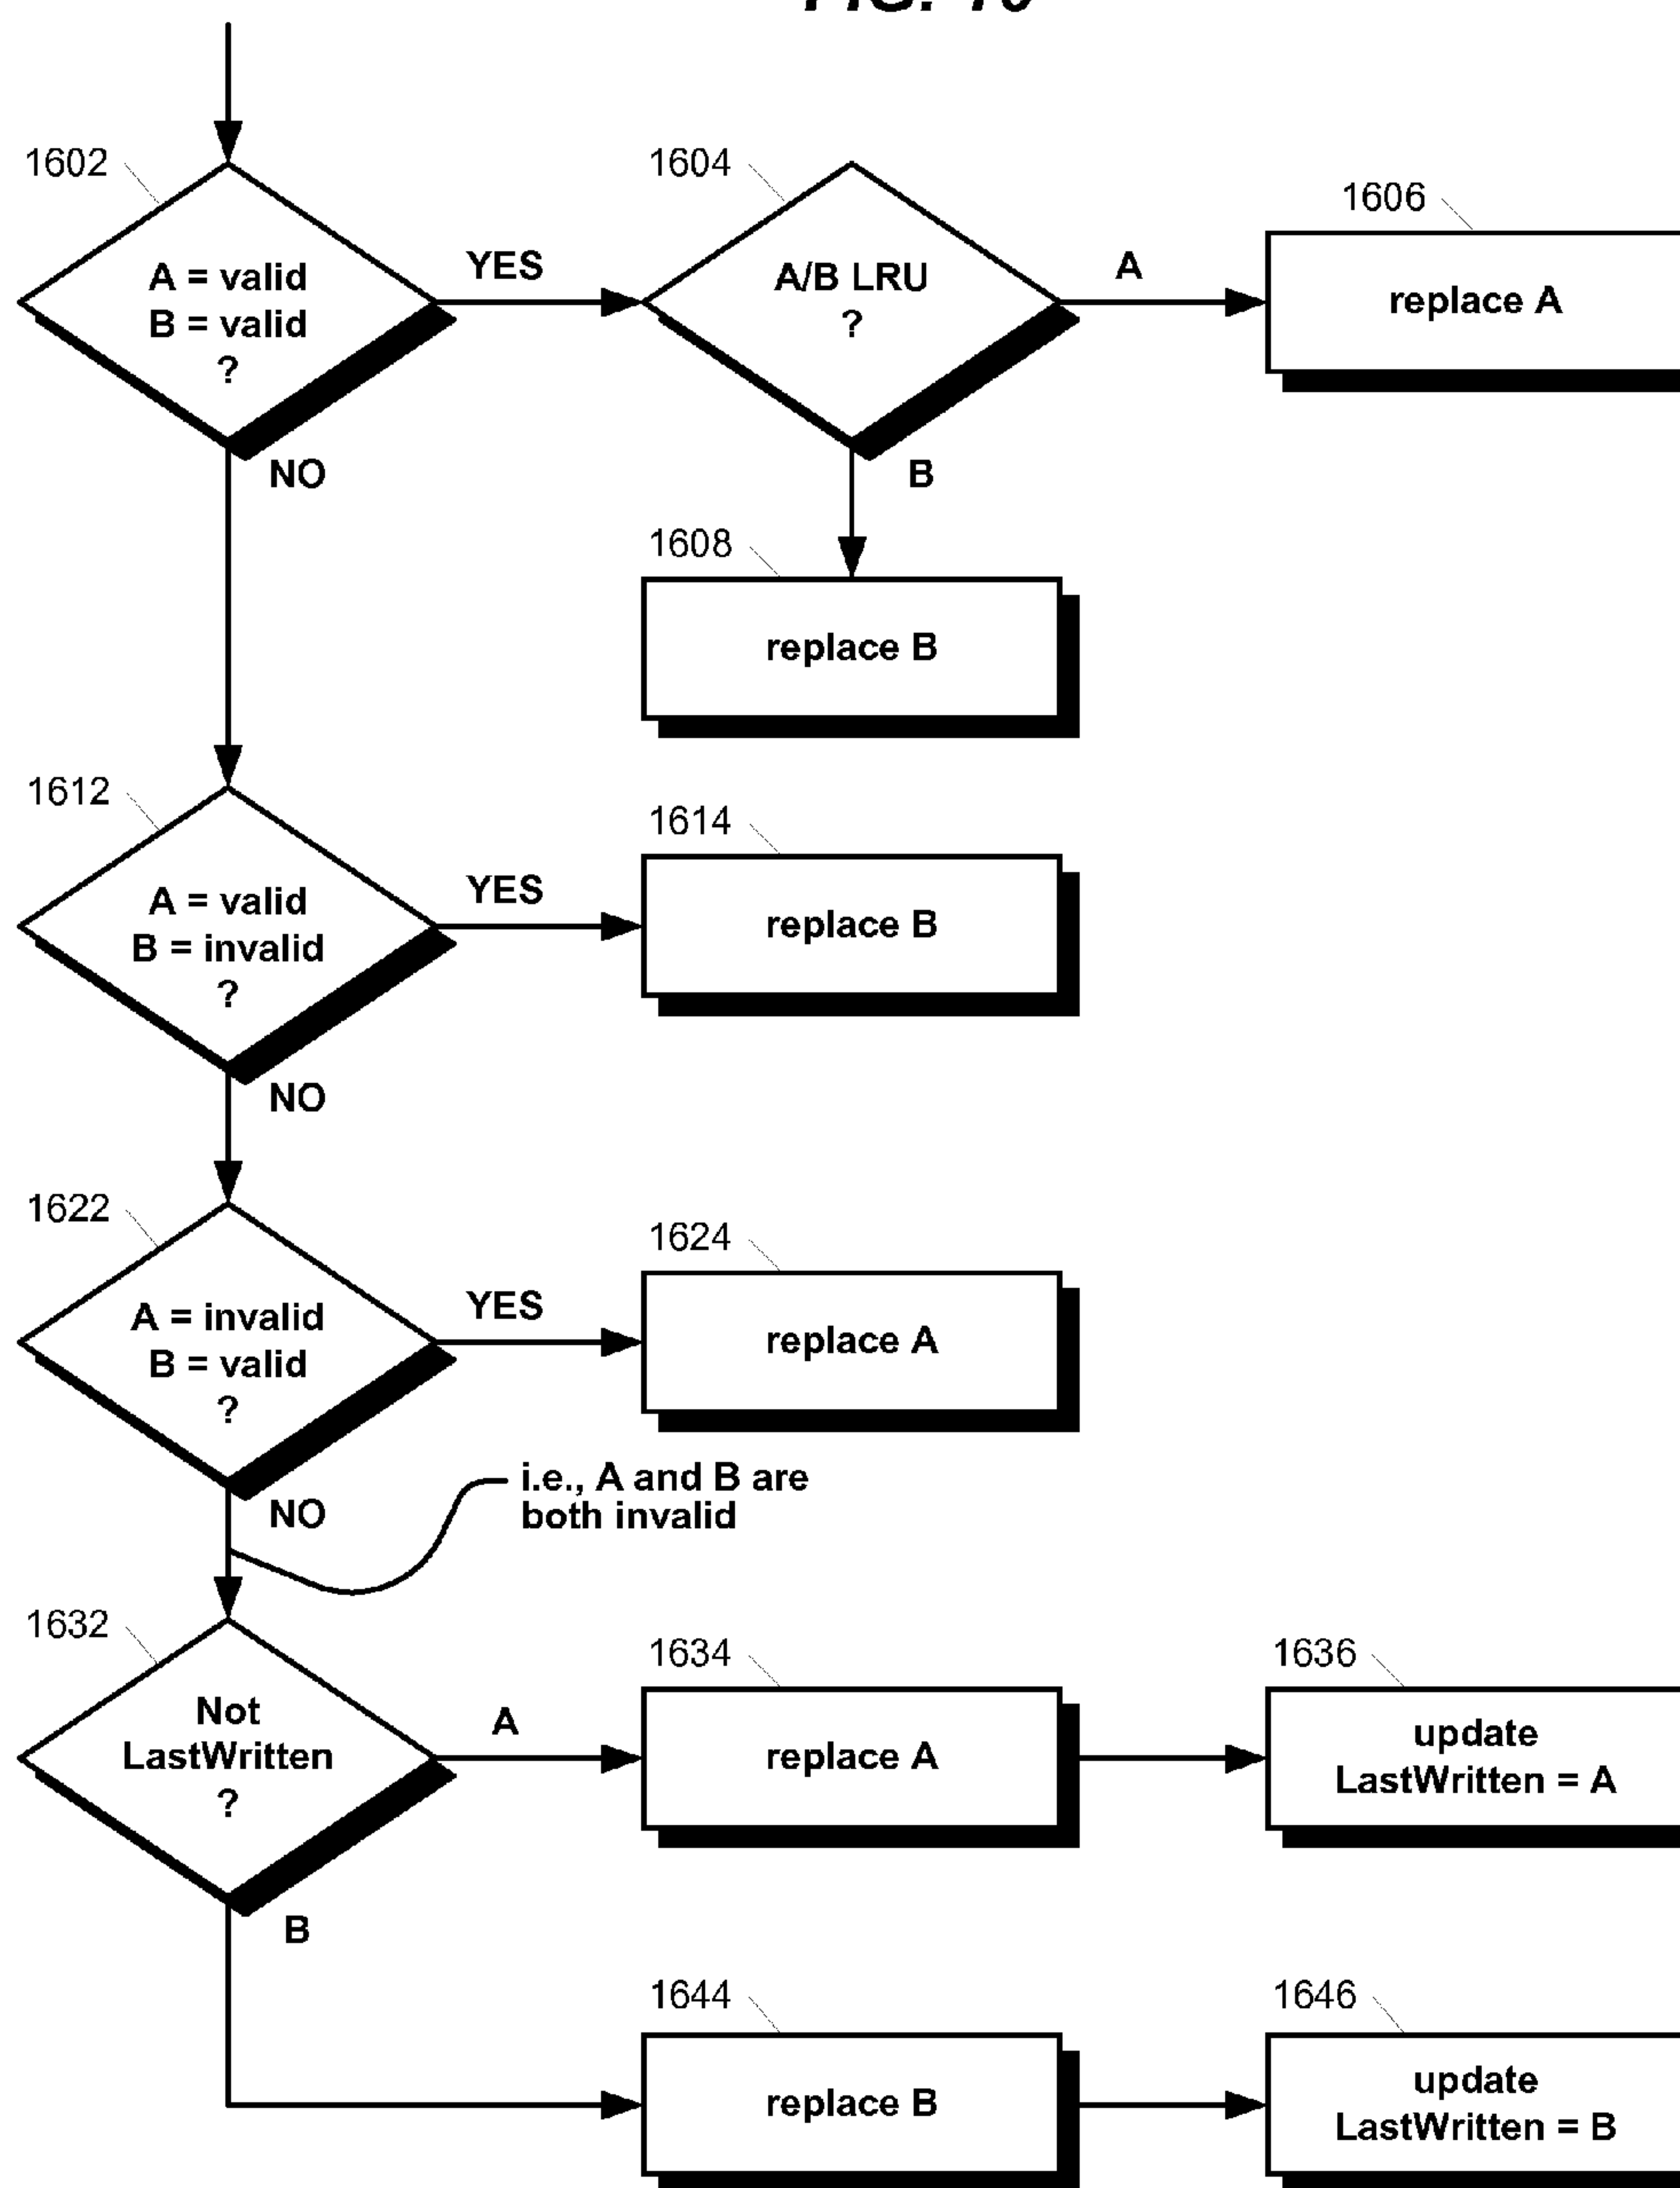 1602
A = valid
B = valid
?
YES
NO
1604
A/B LRU
?
A
B
1606
replace A
1608
replace B
1612
A = valid
B = invalid
?
YES
NO
1614
replace B
1622
A = invalid
B = valid
?
YES
NO
1624
replace A
i.e., A and B are
both invalid
1632
Not
LastWritten
?
A
B
1634
replace A
1636
update
LastWritten = A
1644
replace B
1646
update
LastWritten = B